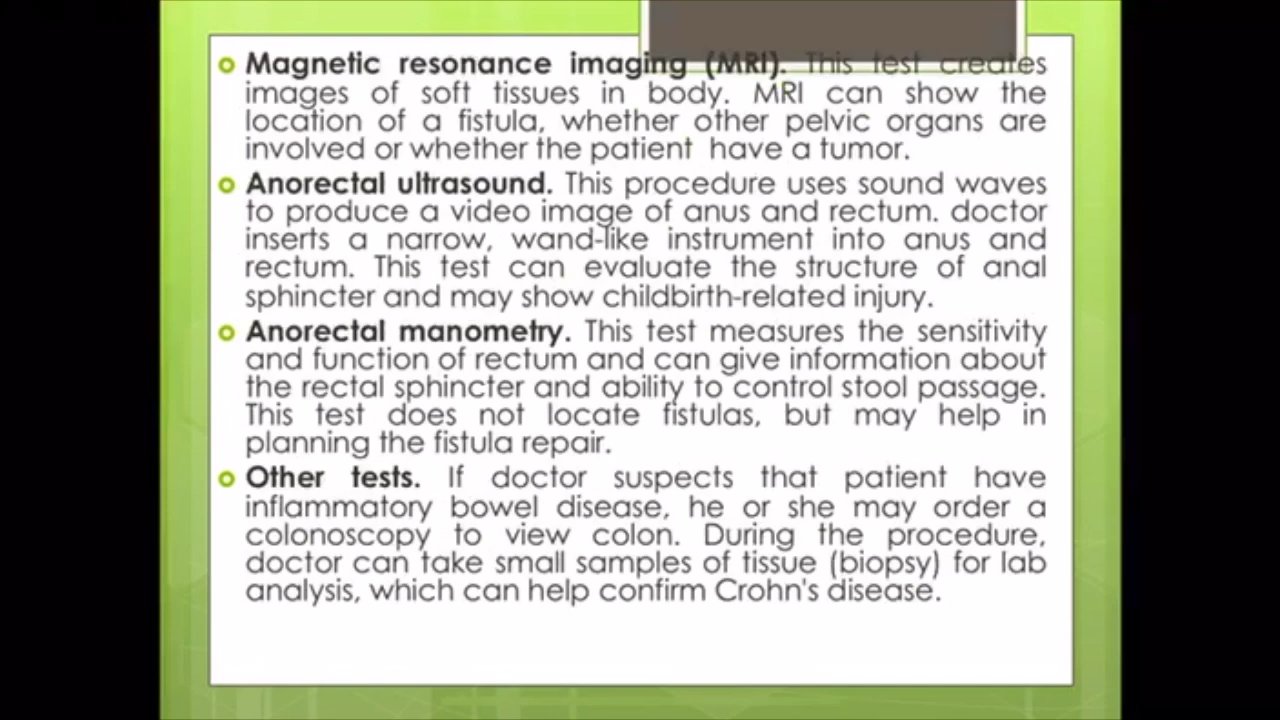 Magnetic resonance imaging (MRI). This test creates
images of soft tissues in body. MRI can show the
location of a fistula, whether other pelvic organs are
involved or whether the patient have a tumor.
Anorectal ultrasound. This procedure uses sound waves
to produce a video image of anus and rectum. doctor
inserts a narrow, wand-like instrument into anus and
rectum. This test can evaluate the structure of anal
sphincter and may show childbirth-related injury.
Anorectal manometry. This test measures the sensitivity
and function of rectum and can give information about
the rectal sphincter and ability to control stool passage.
This test does not locate fistulas, but may help in
planning the fistula repair.
Other tests. If doctor suspects that patient have
inflammatory bowel disease, he or she may order a
colonoscopy to view colon. During the procedure,
doctor can take small samples of tissue (biopsy) for lab
analysis, which can help confirm Crohn's disease.